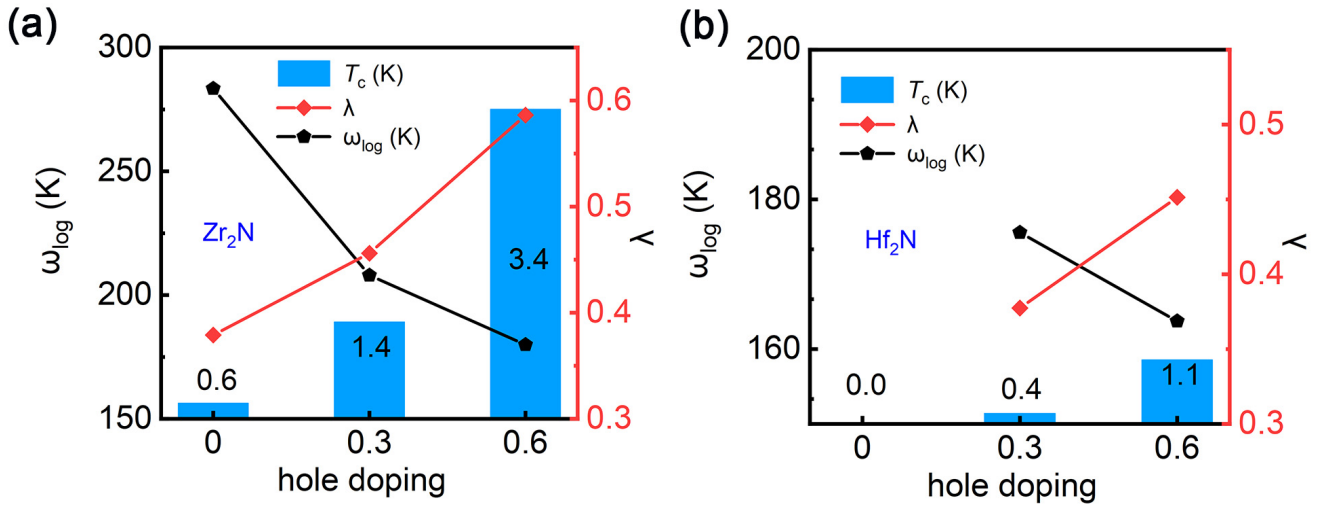 (a)
300
250
200
150
ω_log (K)
T_c (K)
λ
ω_log (K)
Zr₂N
0.6
1.4
3.4
0.6
0.5
0.4
0.3
λ
0
0.3
0.6
hole doping
(b)
200
180
160
ω_log (K)
T_c (K)
λ
ω_log (K)
Hf₂N
0.0
0.4
1.1
0.5
0.4
0.3
λ
0
0.3
0.6
hole doping